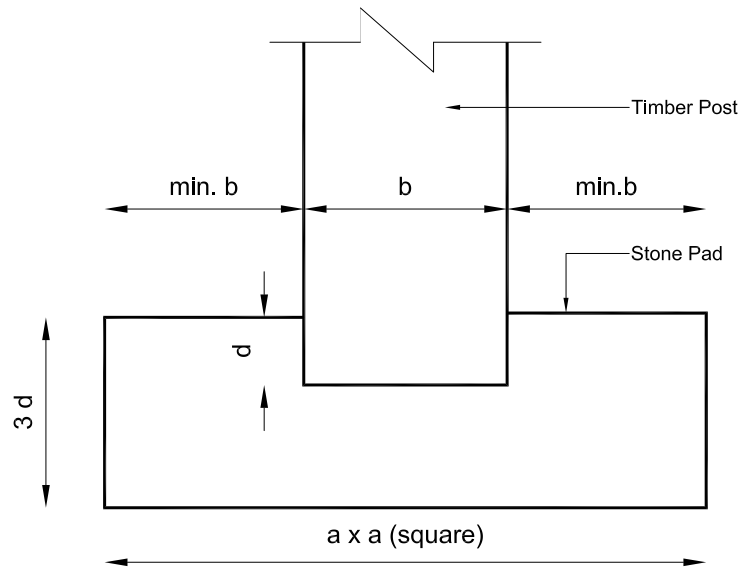 Timber Post
min. b
b
min.b
Stone Pad
d
3 d
a x a (square)